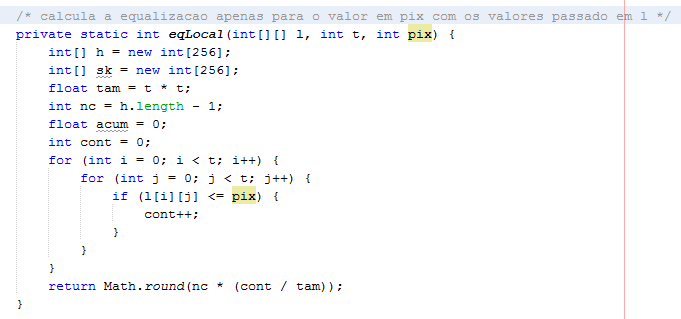 /* calcula a equalizacao apenas para o valor em pix com os valores passado em l */
private static int eqLocal(int[][] l, int t, int pix) {
    int[] h = new int[256];
    int[] sk = new int[256];
    float tam = t * t;
    int nc = h.length - 1;
    float acum = 0;
    int cont = 0;
    for (int i = 0; i < t; i++) {
        for (int j = 0; j < t; j++) {
            if (l[i][j] <= pix) {
                cont++;
            }
        }
    }
    return Math.round(nc * (cont / tam));
}